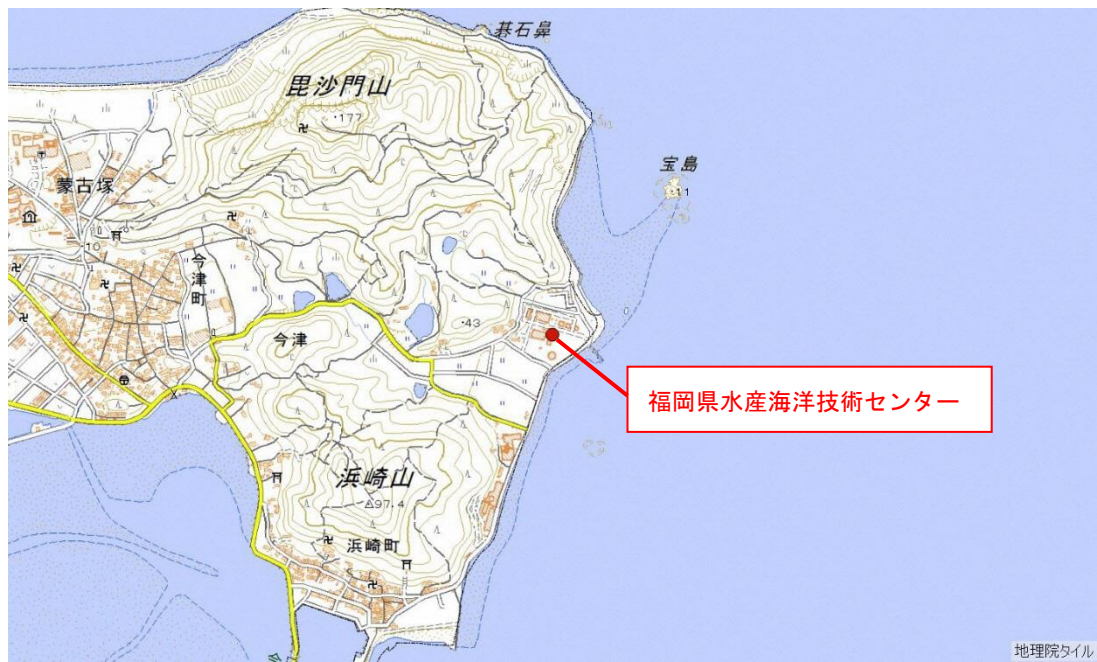 碁石鼻
毘沙門山
・177
宝島
・11
蒙古塚
・10
今津町
・43
今津
福岡県水産海洋技術センター
浜崎山
△97.4
浜崎町
地理院タイル